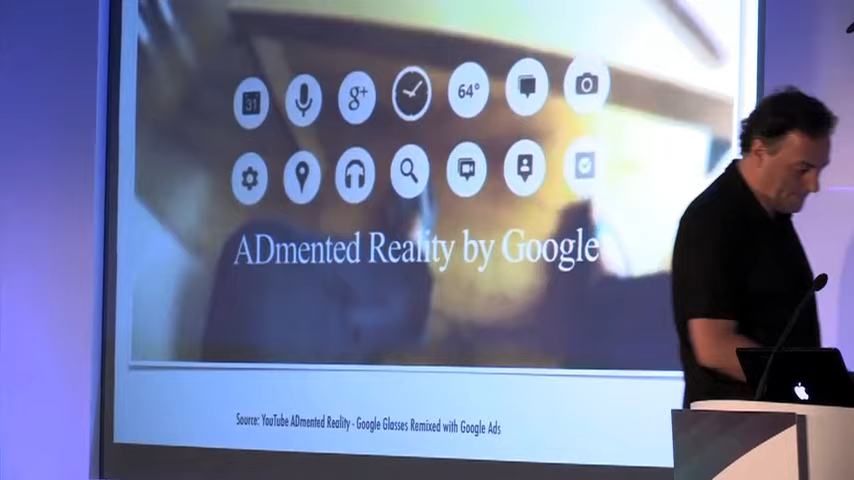 31 g+ 64°
ADmented Reality by Google
Source: YouTube ADmented Reality - Google Glasses Remixed with Google Ads